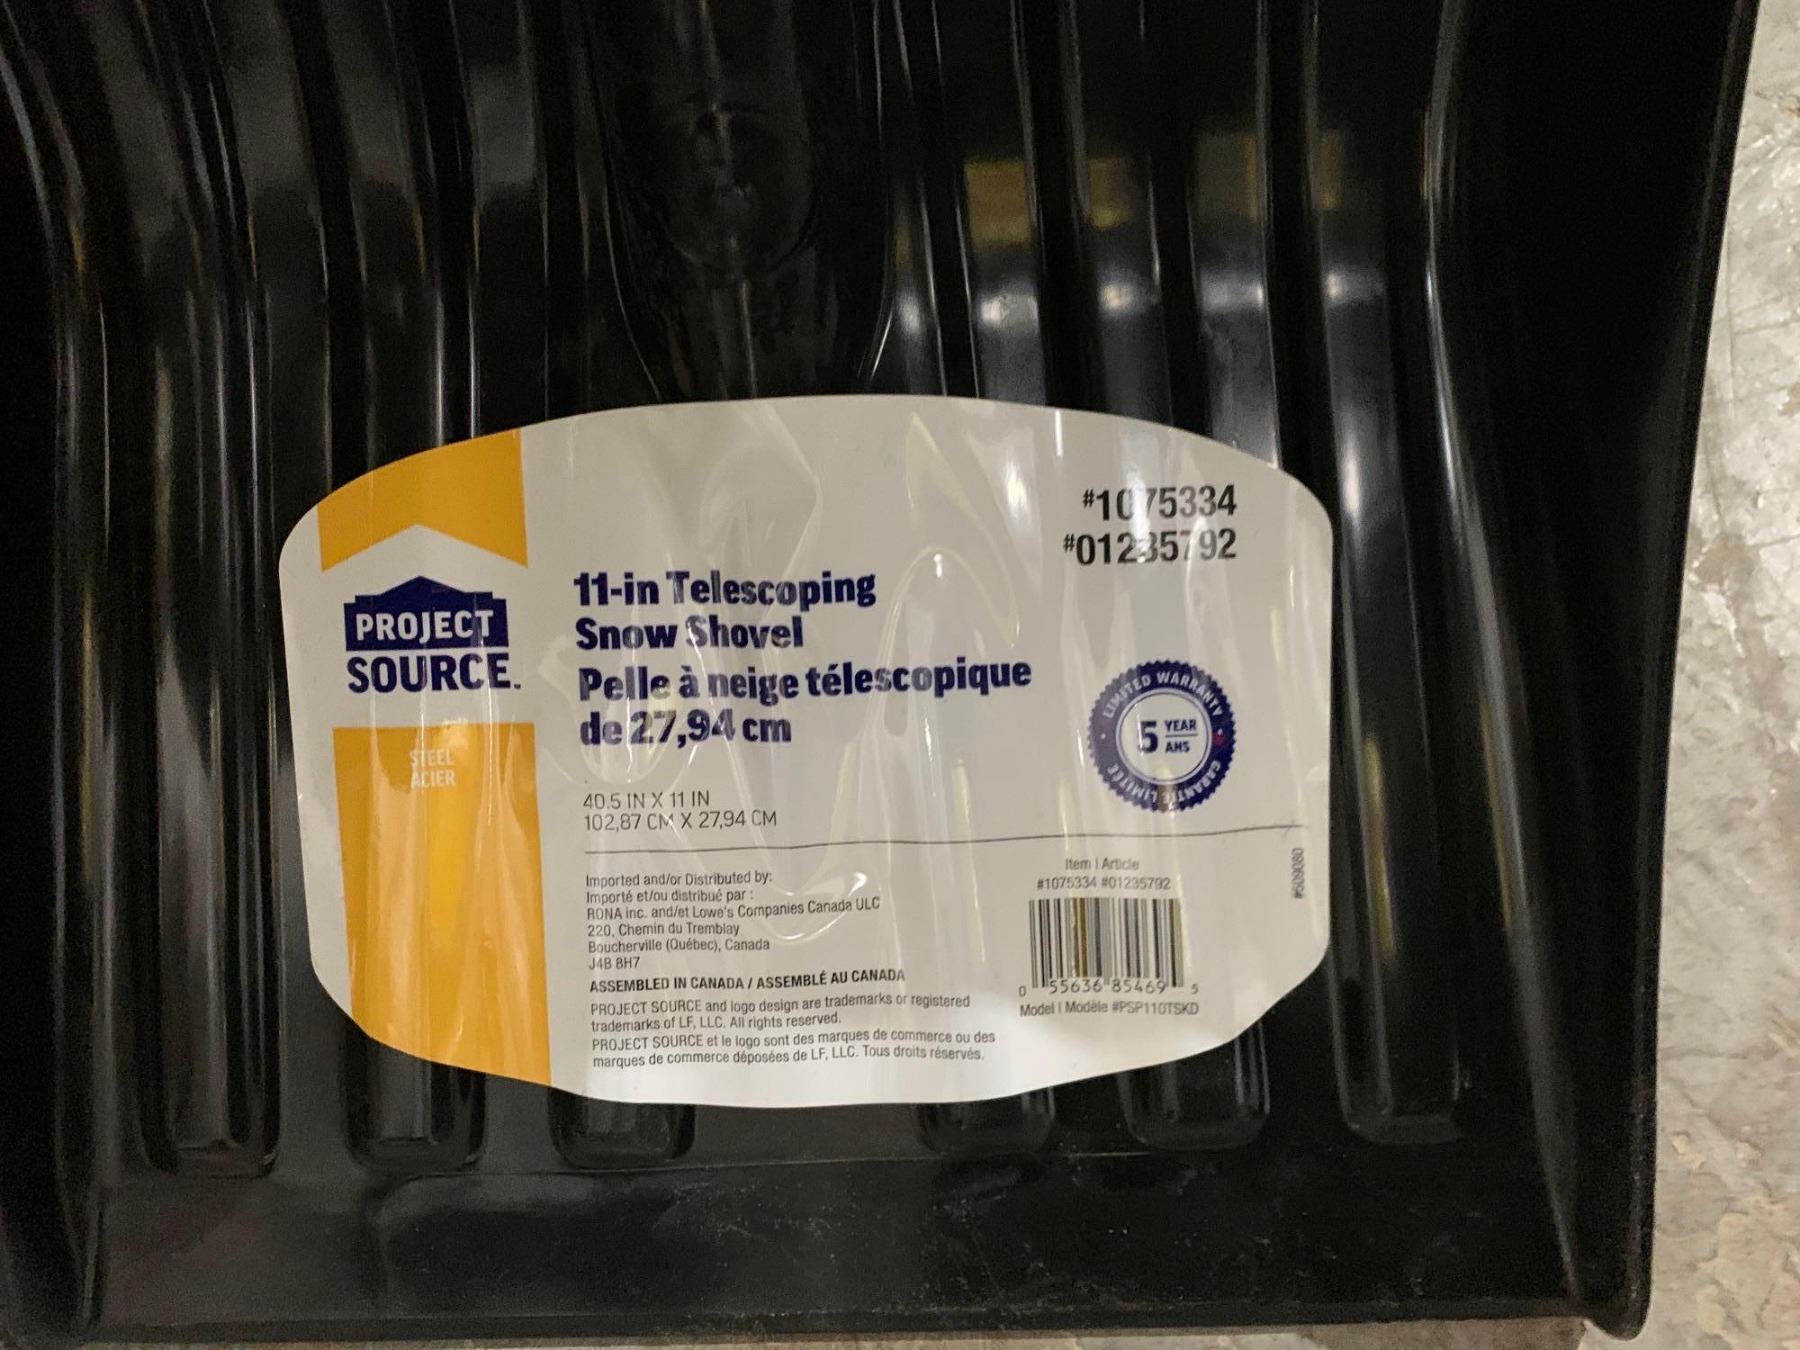 #1075334
#01235792
PROJECT
SOURCE.
STEEL
ACIER
11-in Telescoping
Snow Shovel
Pelle à neige télescopique
de 27,94 cm
LIMITED WARRANTY
5 YEAR
ANS
GARANTIE LIMITÉE
40.5 IN X 11 IN
102,87 CM X 27,94 CM
Imported and/or Distributed by:
Importé et/ou distribué par :
RONA inc. and/et Lowe's Companies Canada ULC
220, Chemin du Tremblay
Boucherville (Québec), Canada
J4B 8H7
ASSEMBLED IN CANADA / ASSEMBLÉ AU CANADA
PROJECT SOURCE and logo design are trademarks or registered
trademarks of LF, LLC. All rights reserved.
PROJECT SOURCE et le logo sont des marques de commerce ou des
marques de commerce déposées de LF, LLC. Tous droits réservés.
Item | Article
#1075334 #01235792
0 55636 85469 5
Model | Modèle #PSP110TSKD
#509080